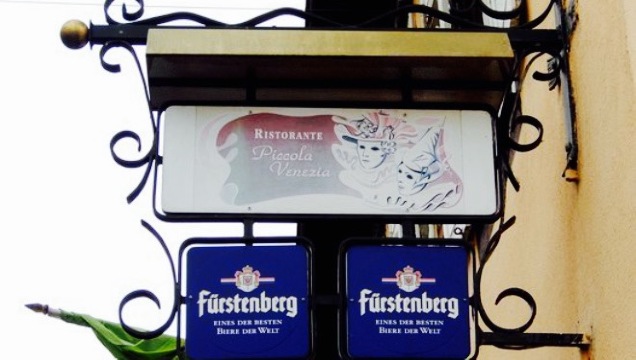 RISTORANTE
Piccola
Venezia
Fürstenberg
EINES DER BESTEN
BIERE DER WELT
Fürstenberg
EINES DER BESTEN
BIERE DER WELT